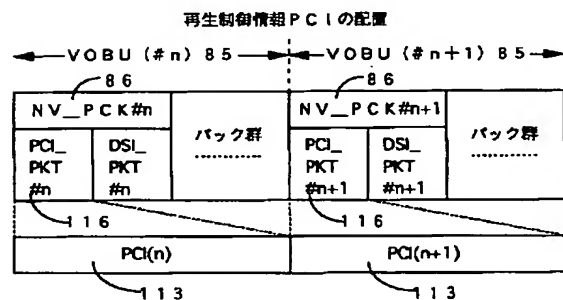 再生制御情報PCIの配置
VOBU(#n)85
VOBU(#n+1)85
86
86
NV_PCK#n
NV_PCK#n+1
PCI_
PKT
#n
DSI_
PKT
#n
パック群
............
PCI_
PKT
#n+1
DSI_
PKT
#n+1
パック群
............
116
116
PCI(n)
PCI(n+1)
113
113